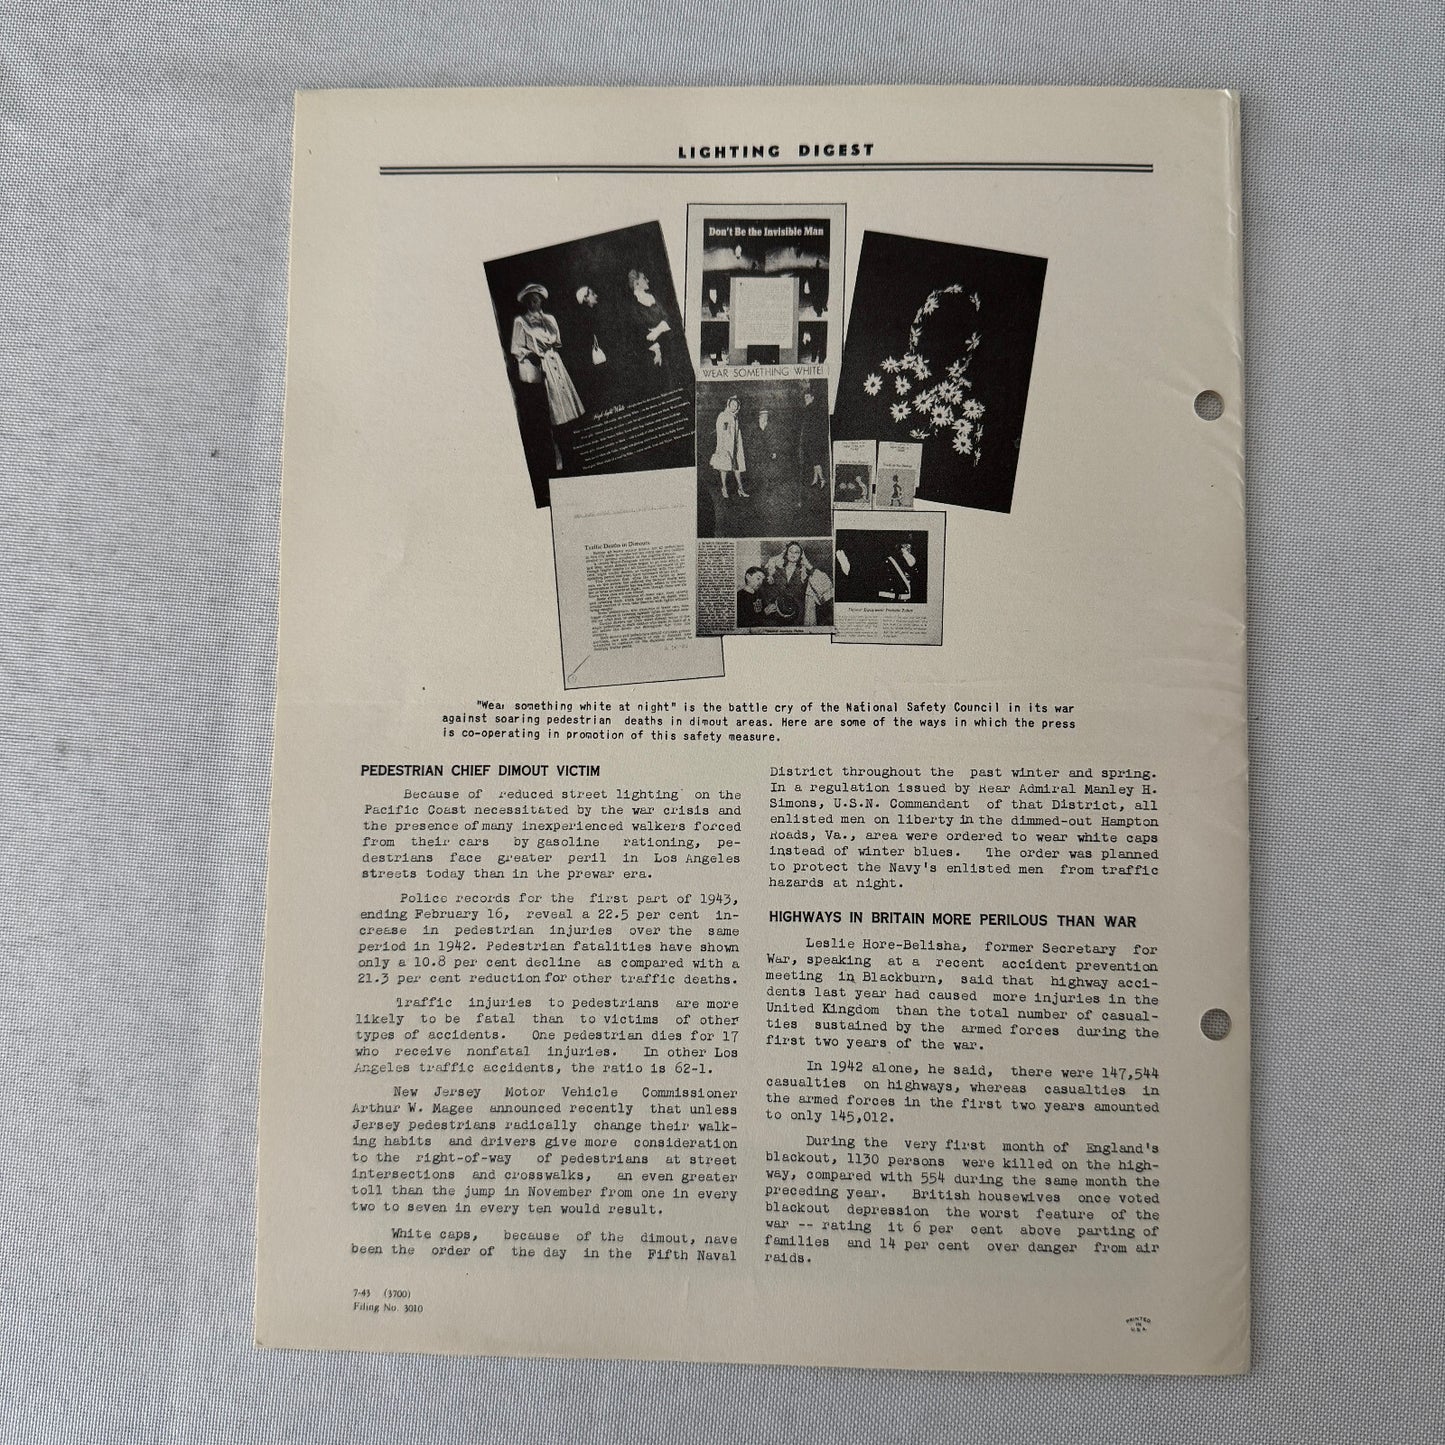 LIGHTING DIGEST
Don't Be the Invisible Man
WEAR SOMETHING WHITE!
High Light White
Traffic Deaths in Dimouts
"Wear something white at night" is the battle cry of the National Safety Council in its war
against soaring pedestrian deaths in dimout areas. Here are some of the ways in which the press
is co-operating in promotion of this safety measure.
PEDESTRIAN CHIEF DIMOUT VICTIM
Because of reduced street lighting on the
Pacific Coast necessitated by the war crisis and
the presence of many inexperienced walkers forced
from their cars by gasoline rationing, pe-
destrians face greater peril in Los Angeles
streets today than in the prewar era.
Police records for the first part of 1943,
ending February 16, reveal a 22.5 per cent in-
crease in pedestrian injuries over the same
period in 1942. Pedestrian fatalities have shown
only a 10.8 per cent decline as compared with a
21.3 per cent reduction for other traffic deaths.
Traffic injuries to pedestrians are more
likely to be fatal than to victims of other
types of accidents. One pedestrian dies for 17
who receive nonfatal injuries. In other Los
Angeles traffic accidents, the ratio is 62-1.
New Jersey Motor Vehicle Commissioner
Arthur W. Magee announced recently that unless
Jersey pedestrians radically change their walk-
ing habits and drivers give more consideration
to the right-of-way of pedestrians at street
intersections and crosswalks, an even greater
toll than the jump in November from one in every
two to seven in every ten would result.
White caps, because of the dimout, have
been the order of the day in the Fifth Naval
District throughout the past winter and spring.
In a regulation issued by Rear Admiral Manley H.
Simons, U.S.N. Commandant of that District, all
enlisted men on liberty in the dimmed-out Hampton
Roads, Va., area were ordered to wear white caps
instead of winter blues. The order was planned
to protect the Navy's enlisted men from traffic
hazards at night.
HIGHWAYS IN BRITAIN MORE PERILOUS THAN WAR
Leslie Hore-Belisha, former Secretary for
War, speaking at a recent accident prevention
meeting in Blackburn, said that highway acci-
dents last year had caused more injuries in the
United Kingdom than the total number of casual-
ties sustained by the armed forces during the
first two years of the war.
In 1942 alone, he said, there were 147,544
casualties on highways, whereas casualties in
the armed forces in the first two years amounted
to only 145,012.
During the very first month of England's
blackout, 1130 persons were killed on the high-
way, compared with 554 during the same month the
preceding year. British housewives once voted
blackout depression the worst feature of the
war -- rating it 6 per cent above parting of
families and 14 per cent over danger from air
raids.
7-43 (3700)
Filing No. 3010
PRINTED
IN
U.S.A.